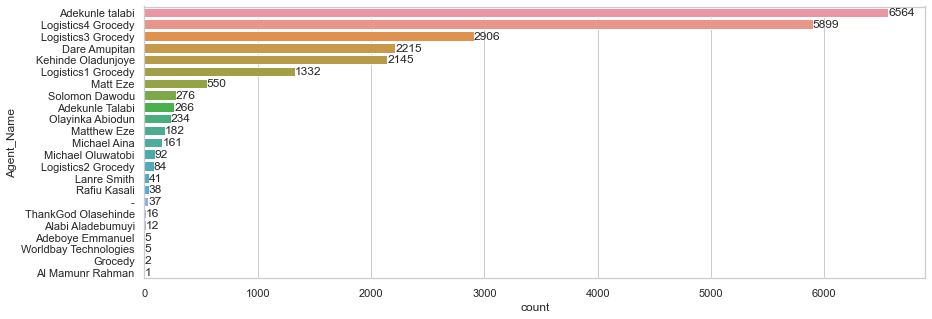 Adekunle talabi 6564
Logistics4 Grocedy 5899
Logistics3 Grocedy 2906
Dare Amupitan 2215
Kehinde Oladunjoye 2145
Logistics1 Grocedy 1332
Matt Eze 550
Solomon Dawodu 276
Adekunle Talabi 266
Olayinka Abiodun 234
Matthew Eze 182
Michael Aina 161
Michael Oluwatobi 92
Logistics2 Grocedy 84
Lanre Smith 41
Rafiu Kasali 38
- 37
ThankGod Olasehinde 16
Alabi Aladebumuyi 12
Adeboye Emmanuel 5
Worldbay Technologies 5
Grocedy 2
Al Mamunr Rahman 1
Agent_Name
0 1000 2000 3000 4000 5000 6000
count